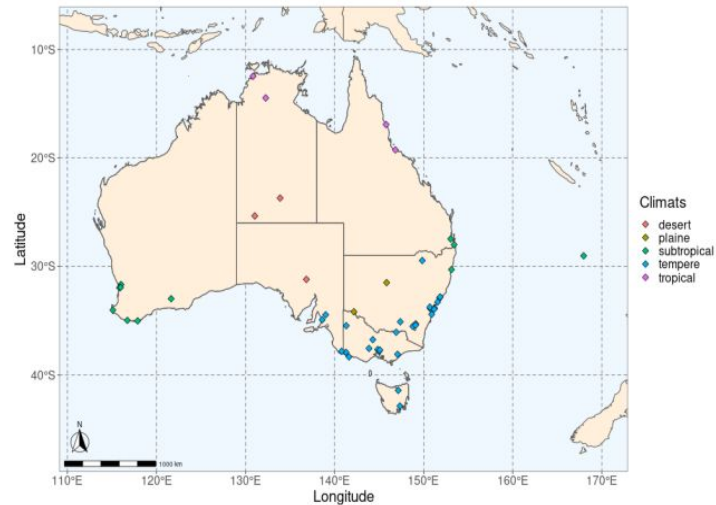 10°S
20°S
30°S
40°S
Latitude
110°E 120°E 130°E 140°E 150°E 160°E 170°E
Longitude
N
1000 km
Climats
desert
plaine
subtropical
tempere
tropical